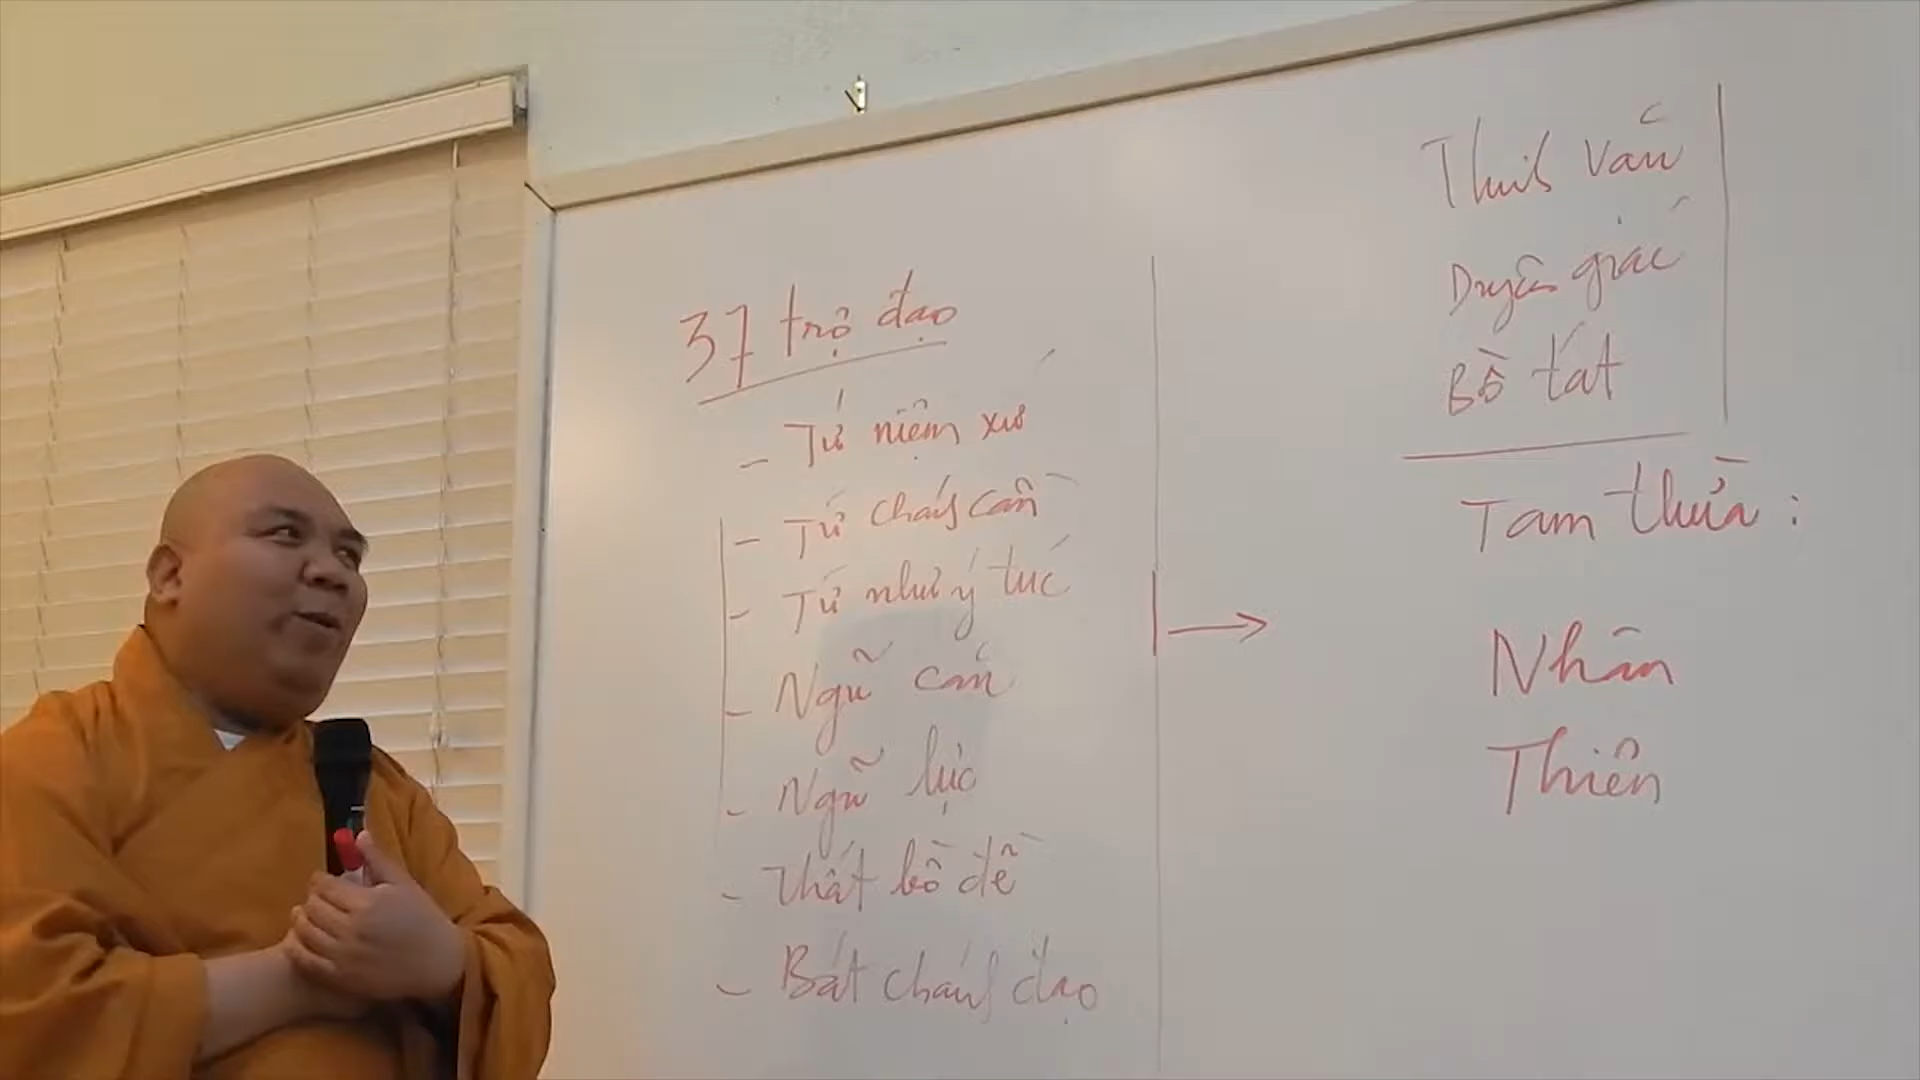 37 trợ đạo
- Tứ niệm xứ
- Tứ chánh cần
- Tứ như ý túc
- Ngũ căn
- Ngũ lực
- Thất bồ đề
- Bát chánh đạo
Thinh Văn
Duyên giác
Bồ tát
Tam thừa :
Nhân
Thiên